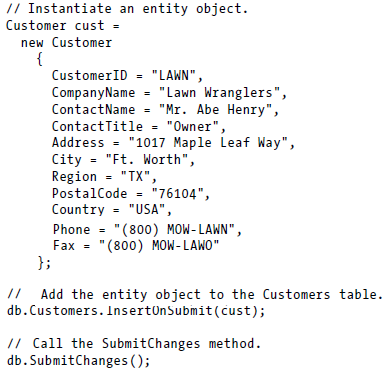 // Instantiate an entity object.
Customer cust =
new Customer
{
CustomerID = "LAWN",
CompanyName = "Lawn Wranglers",
ContactName = "Mr. Abe Henry",
ContactTitle = "Owner",
Address = "1017 Maple Leaf Way",
City = "Ft. Worth",
Region = "TX",
PostalCode = "76104",
Country = "USA",
Phone = "(800) MOW-LAWN",
Fax = "(800) MOW-LAWO"
};
// Add the entity object to the Customers table.
db.Customers.InsertOnSubmit(cust);
// Call the SubmitChanges method.
db.SubmitChanges();